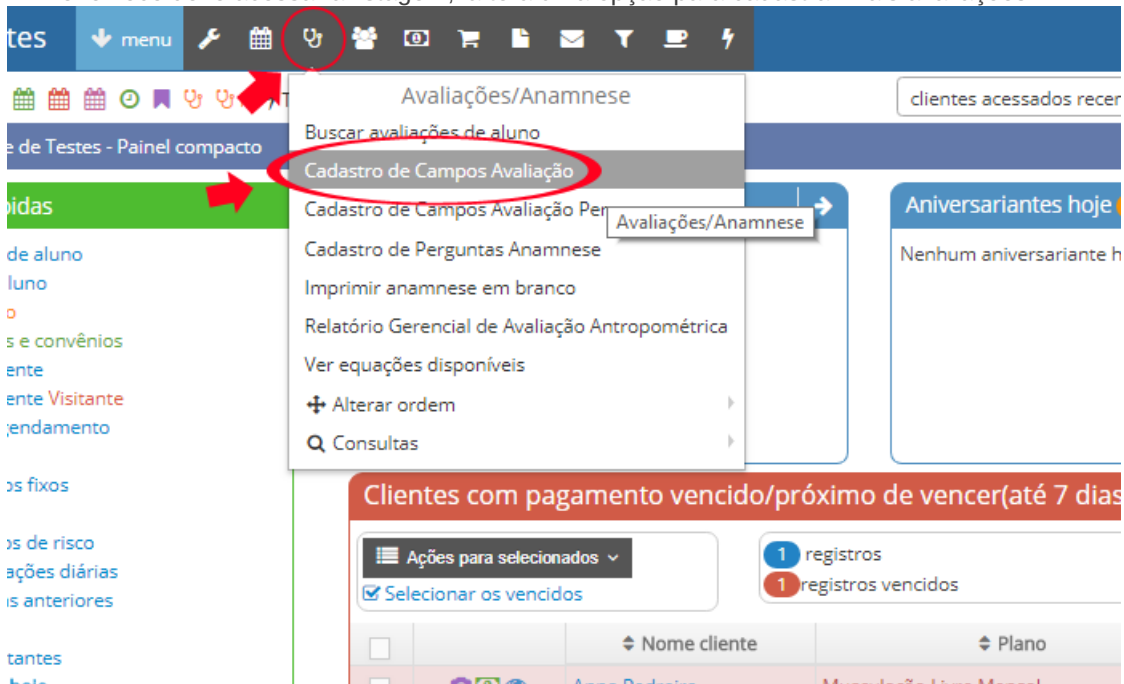 tes menu
Avaliações/Anamnese
Buscar avaliações de aluno
Cadastro de Campos Avaliação
Cadastro de Campos Avaliação Per
Avaliações/Anamnese
Cadastro de Perguntas Anamnese
Imprimir anamnese em branco
Relatório Gerencial de Avaliação Antropométrica
Ver equações disponíveis
Alterar ordem
Consultas
clientes acessados recer
e de Testes - Painel compacto
oidas
de aluno
luno
o
s e convênios
ente
ente Visitante
gendamento
os fixos
os de risco
ações diárias
as anteriores
tantes
Aniversariantes hoje
Nenhum aniversariante h
Clientes com pagamento vencido/próximo de vencer(até 7 dias
Ações para selecionados
Selecionar os vencidos
1 registros
1 registros vencidos
Nome cliente Plano